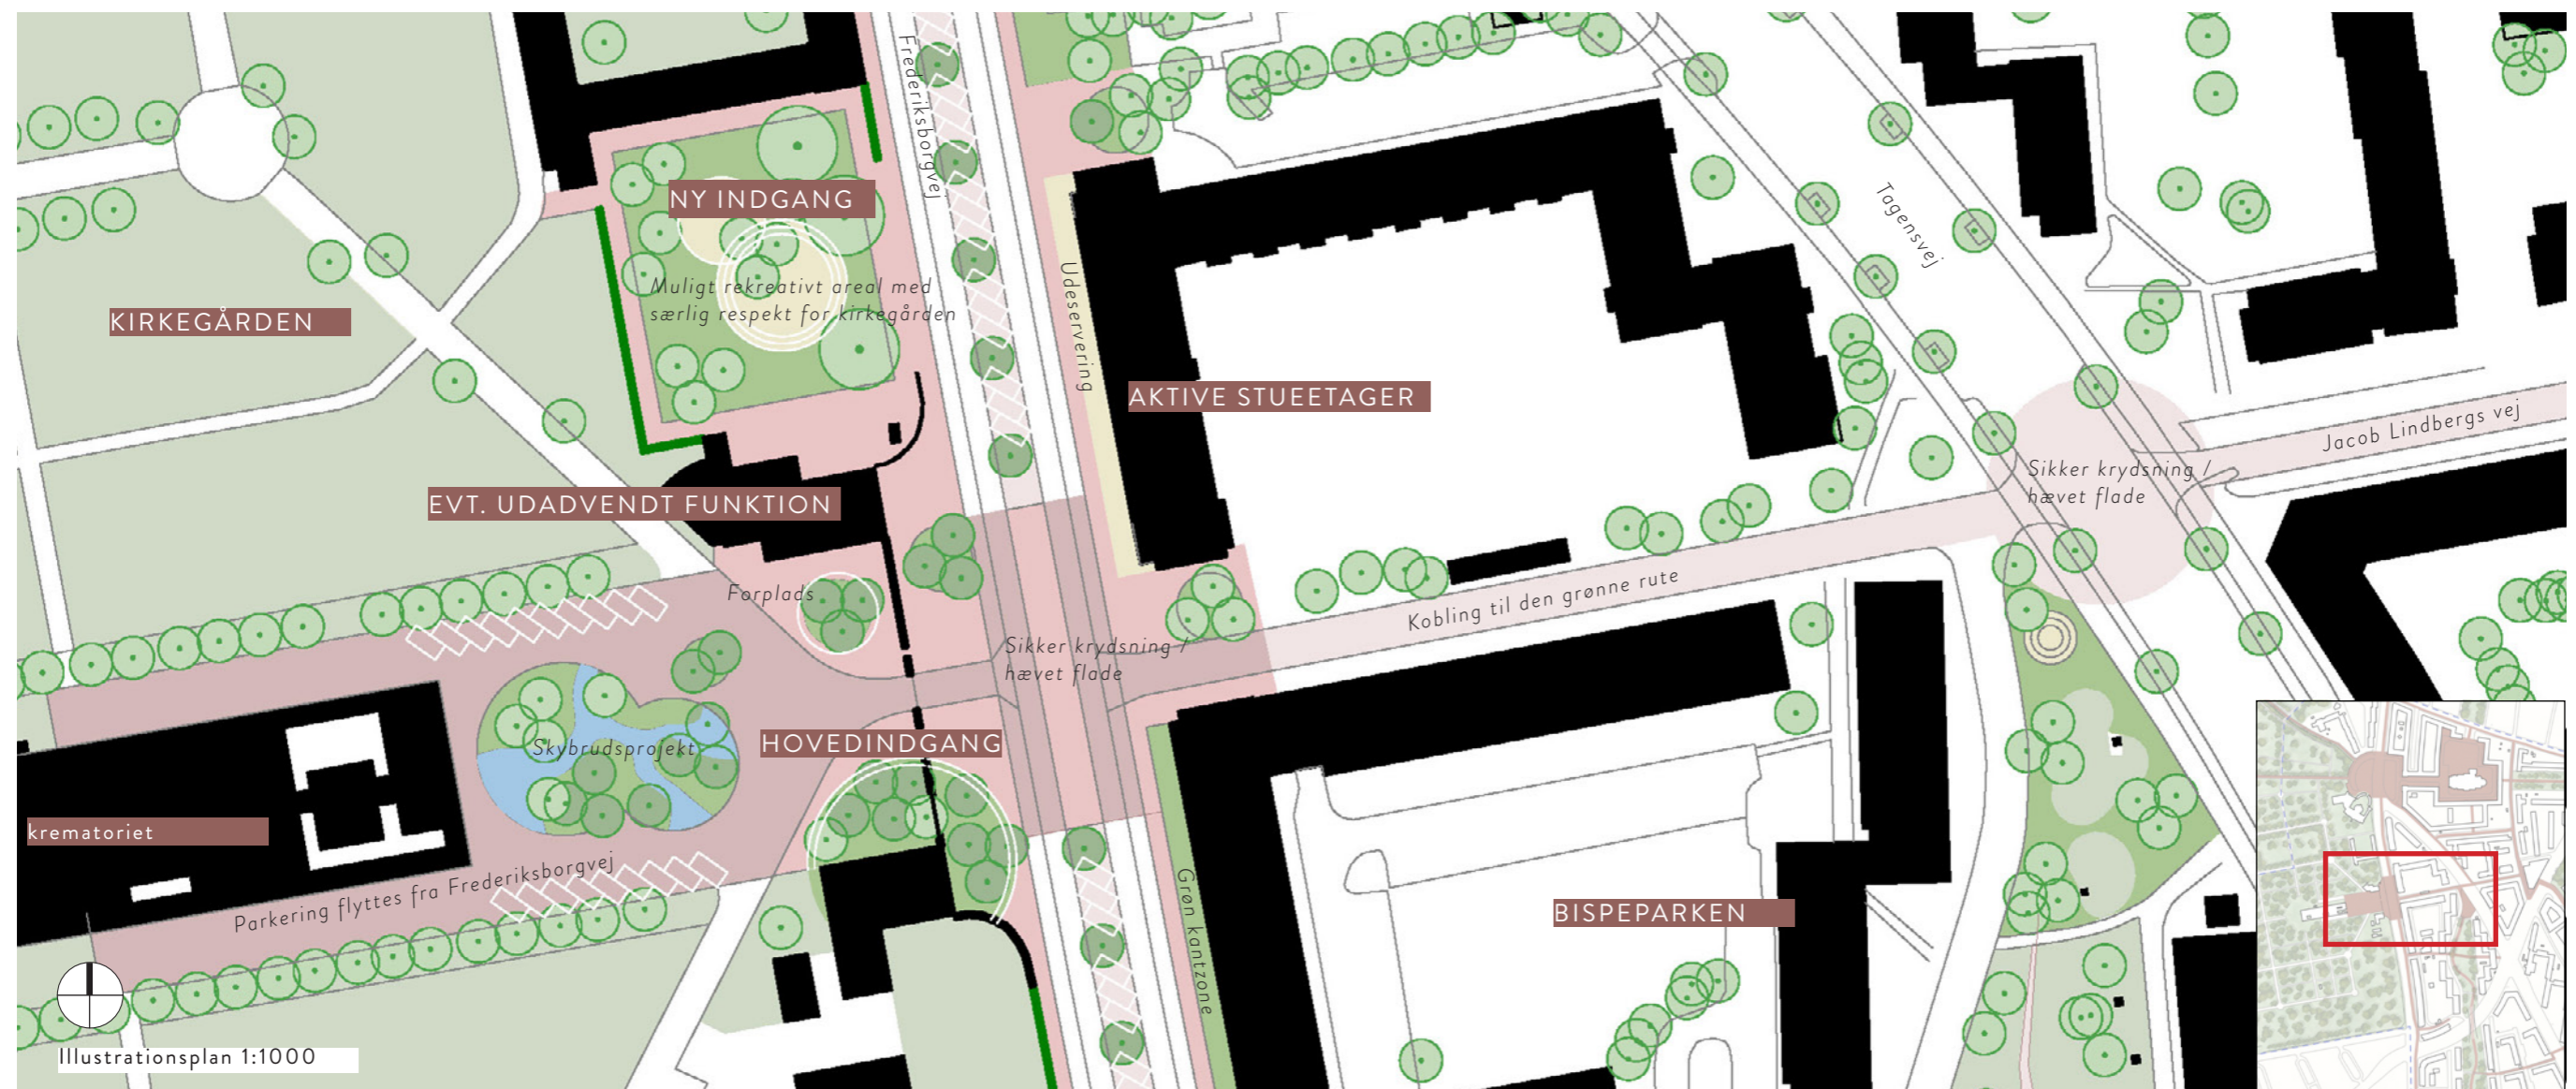 Frederiksborgvej
NY INDGANG
Muligt rekreativt areal med
særlig respekt for kirkegården
KIRKEGÅRDEN
Udeservering
Tagensvej
AKTIVE STUEETAGER
Jacob Lindbergs vej
Sikker krydsning /
hævet flade
EVT. UDADVENDT FUNKTION
Forplads
Kobling til den grønne rute
Sikker krydsning /
hævet flade
HOVEDINDGANG
Skybrudsprojekt
krematoriet
Parkering flyttes fra Frederiksborgvej
Grøn kantzone
BISPEPARKEN
Illustrationsplan 1:1000